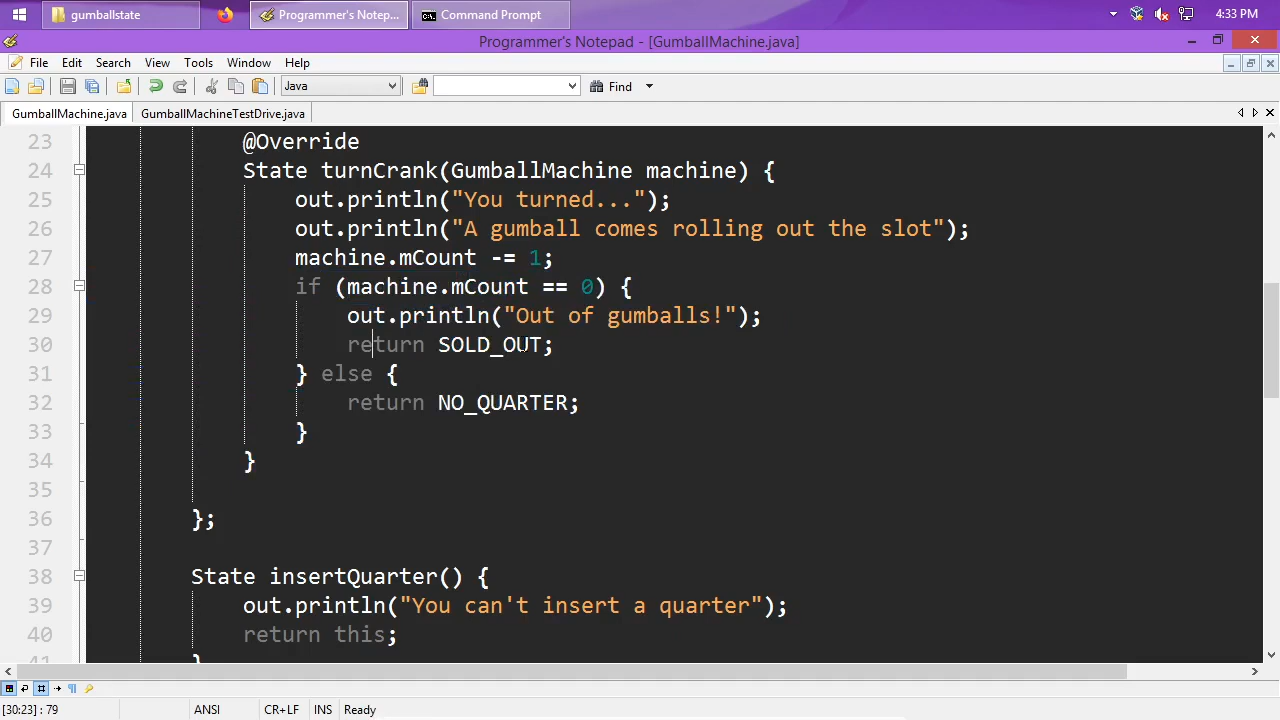 gumballstate
Programmer's Notep...
Command Prompt
4:33 PM
Programmer's Notepad - [GumballMachine.java]
File Edit Search View Tools Window Help
Java
Find
GumballMachine.java GumballMachineTestDrive.java
23 @Override
24 State turnCrank(GumballMachine machine) {
25 out.println("You turned...");
26 out.println("A gumball comes rolling out the slot");
27 machine.mCount -= 1;
28 if (machine.mCount == 0) {
29 out.println("Out of gumballs!");
30 return SOLD_OUT;
31 } else {
32 return NO_QUARTER;
33 }
34 }
35
36 };
37
38 State insertQuarter() {
39 out.println("You can't insert a quarter");
40 return this;
41 }
[30:23] : 79 ANSI CR+LF INS Ready